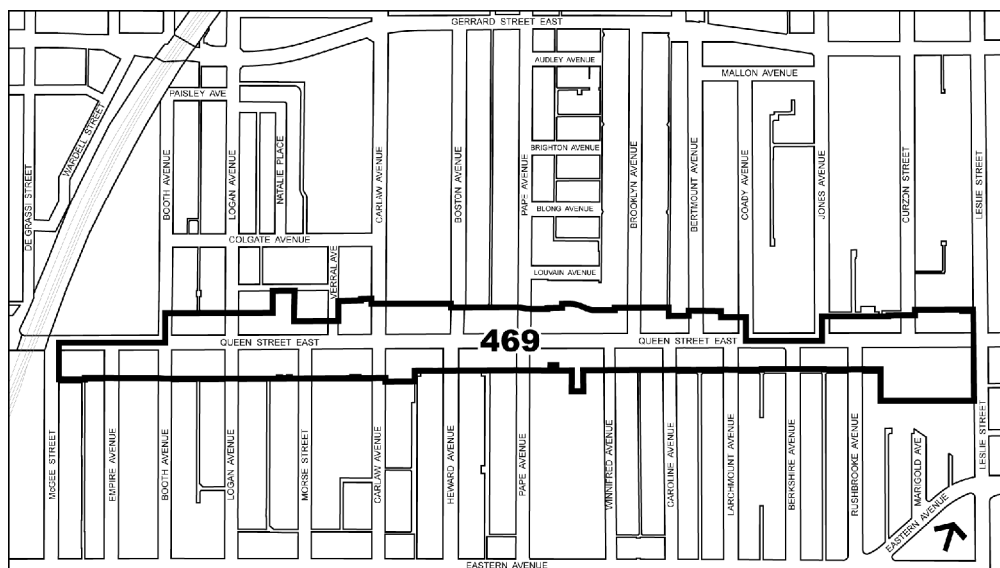 GERRARD STREET EAST
AUDLEY AVENUE
MALLON AVENUE
PAISLEY AVE
WARDELL STREET
DE GRASSI STREET
BOOTH AVENUE
LOGAN AVENUE
NATALIE PLACE
CARLAW AVENUE
BOSTON AVENUE
PAPE AVENUE
BRIGHTON AVENUE
BLONG AVENUE
BROOKLYN AVENUE
BERTMOUNT AVENUE
COADY AVENUE
JONES AVENUE
CURZON STREET
LESLIE STREET
COLGATE AVENUE
VERRAL AVE
LOUVAIN AVENUE
QUEEN STREET EAST
469
QUEEN STREET EAST
McGEE STREET
EMPIRE AVENUE
BOOTH AVENUE
LOGAN AVENUE
MORSE STREET
CARLAW AVENUE
HEWARD AVENUE
PAPE AVENUE
WINNIFRED AVENUE
CAROLINE AVENUE
LARCHMOUNT AVENUE
BERKSHIRE AVENUE
RUSHBROOKE AVENUE
MARIGOLD AVE
LESLIE STREET
EASTERN AVENUE
EASTERN AVENUE